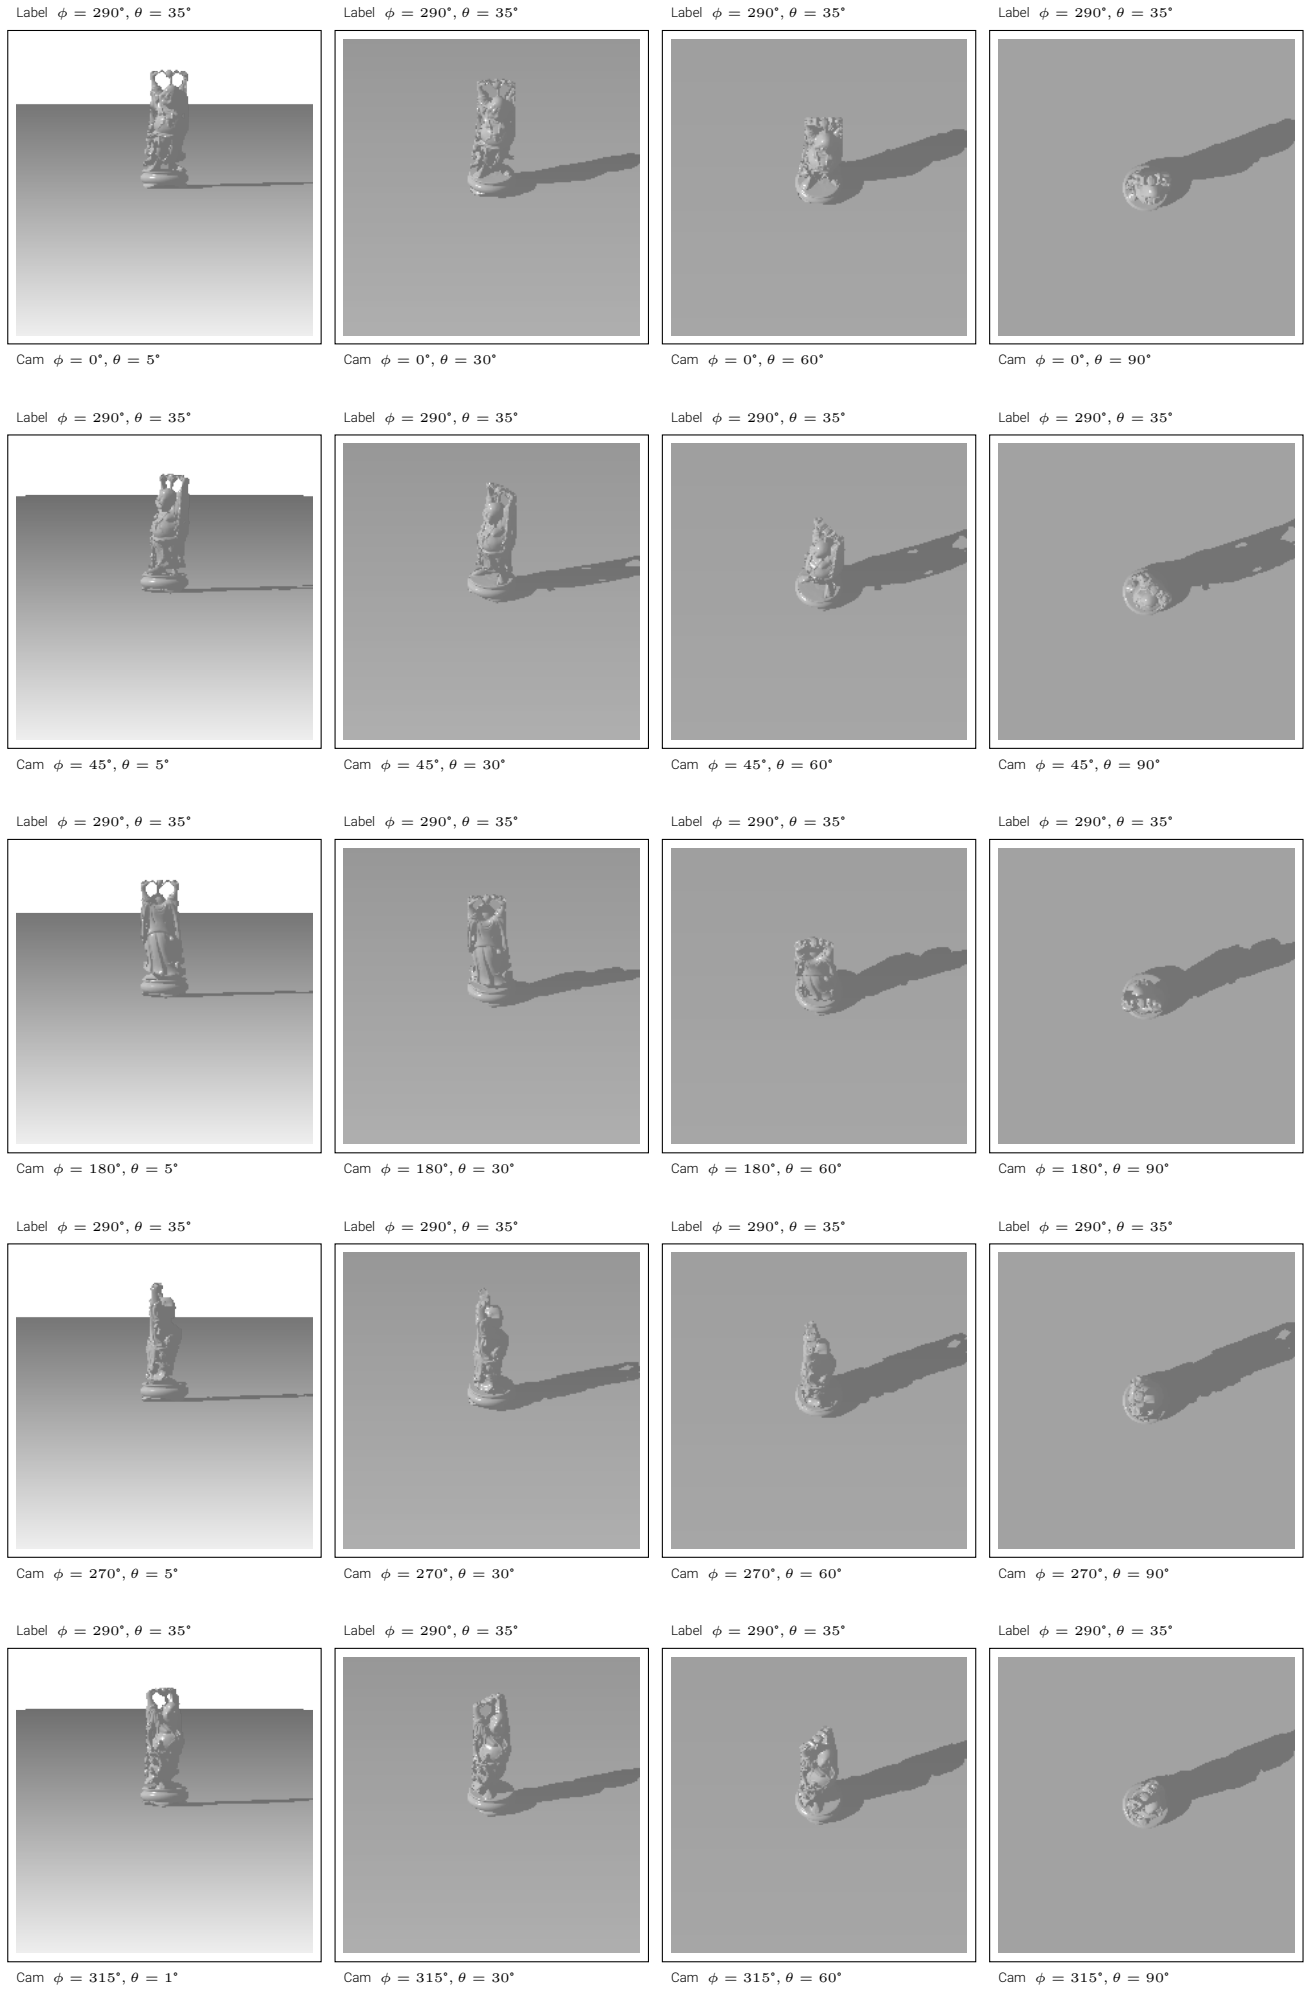 Label ϕ = 290°, θ = 35° Label ϕ = 290°, θ = 35° Label ϕ = 290°, θ = 35° Label ϕ = 290°, θ = 35°
Cam ϕ = 0°, θ = 5° Cam ϕ = 0°, θ = 30° Cam ϕ = 0°, θ = 60° Cam ϕ = 0°, θ = 90°
Label ϕ = 290°, θ = 35° Label ϕ = 290°, θ = 35° Label ϕ = 290°, θ = 35° Label ϕ = 290°, θ = 35°
Cam ϕ = 45°, θ = 5° Cam ϕ = 45°, θ = 30° Cam ϕ = 45°, θ = 60° Cam ϕ = 45°, θ = 90°
Label ϕ = 290°, θ = 35° Label ϕ = 290°, θ = 35° Label ϕ = 290°, θ = 35° Label ϕ = 290°, θ = 35°
Cam ϕ = 180°, θ = 5° Cam ϕ = 180°, θ = 30° Cam ϕ = 180°, θ = 60° Cam ϕ = 180°, θ = 90°
Label ϕ = 290°, θ = 35° Label ϕ = 290°, θ = 35° Label ϕ = 290°, θ = 35° Label ϕ = 290°, θ = 35°
Cam ϕ = 270°, θ = 5° Cam ϕ = 270°, θ = 30° Cam ϕ = 270°, θ = 60° Cam ϕ = 270°, θ = 90°
Label ϕ = 290°, θ = 35° Label ϕ = 290°, θ = 35° Label ϕ = 290°, θ = 35° Label ϕ = 290°, θ = 35°
Cam ϕ = 315°, θ = 1° Cam ϕ = 315°, θ = 30° Cam ϕ = 315°, θ = 60° Cam ϕ = 315°, θ = 90°